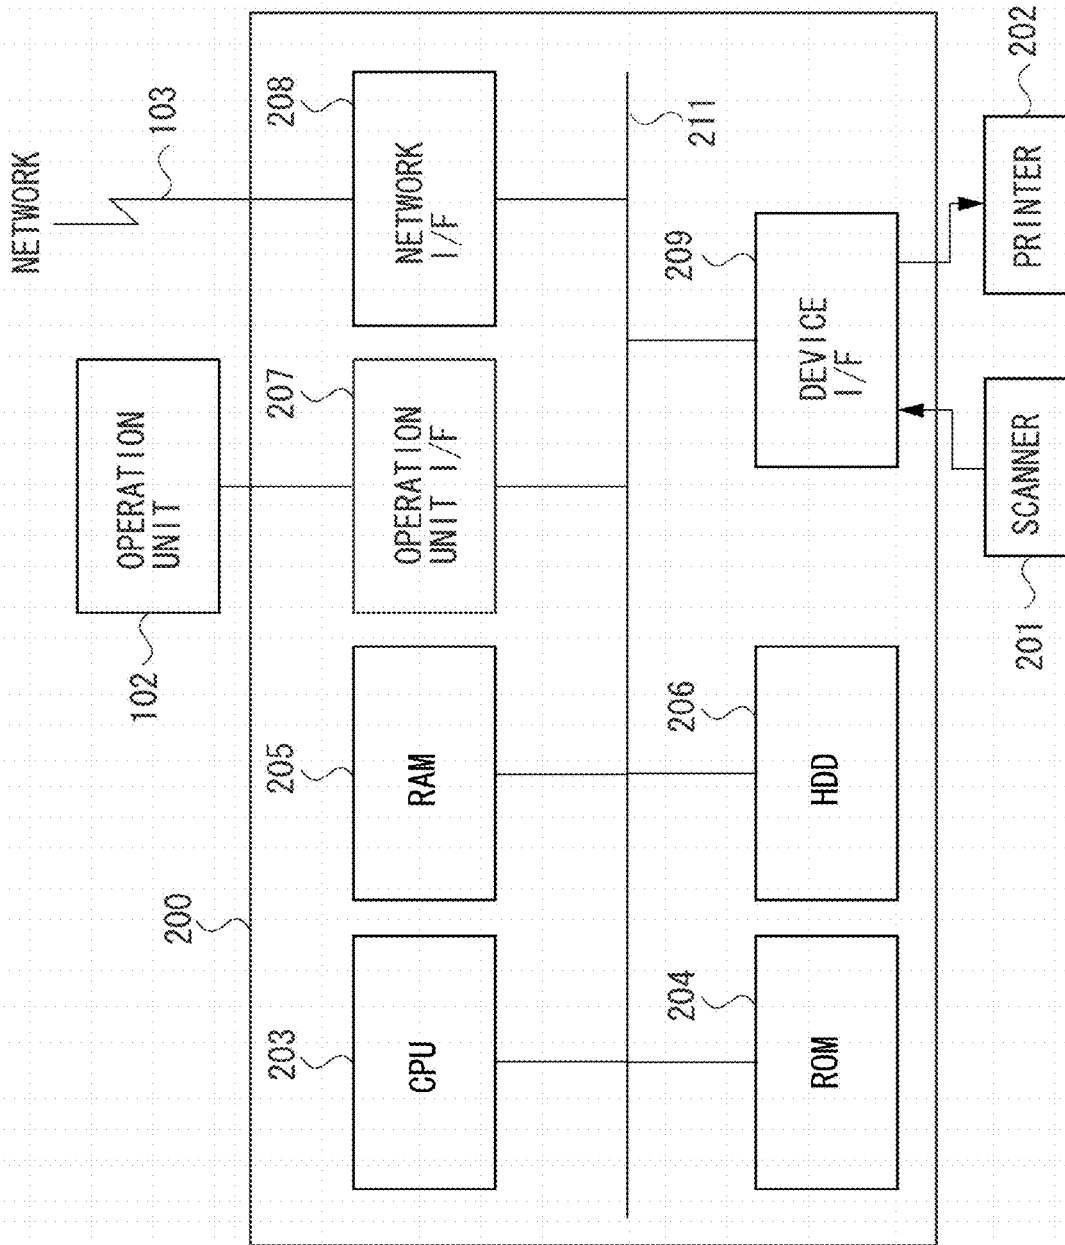 NETWORK
103
OPERATION
UNIT
102
200
203
CPU
205
RAM
207
OPERATION
UNIT I/F
208
NETWORK
I/F
211
204
ROM
206
HDD
209
DEVICE
I/F
201
SCANNER
202
PRINTER